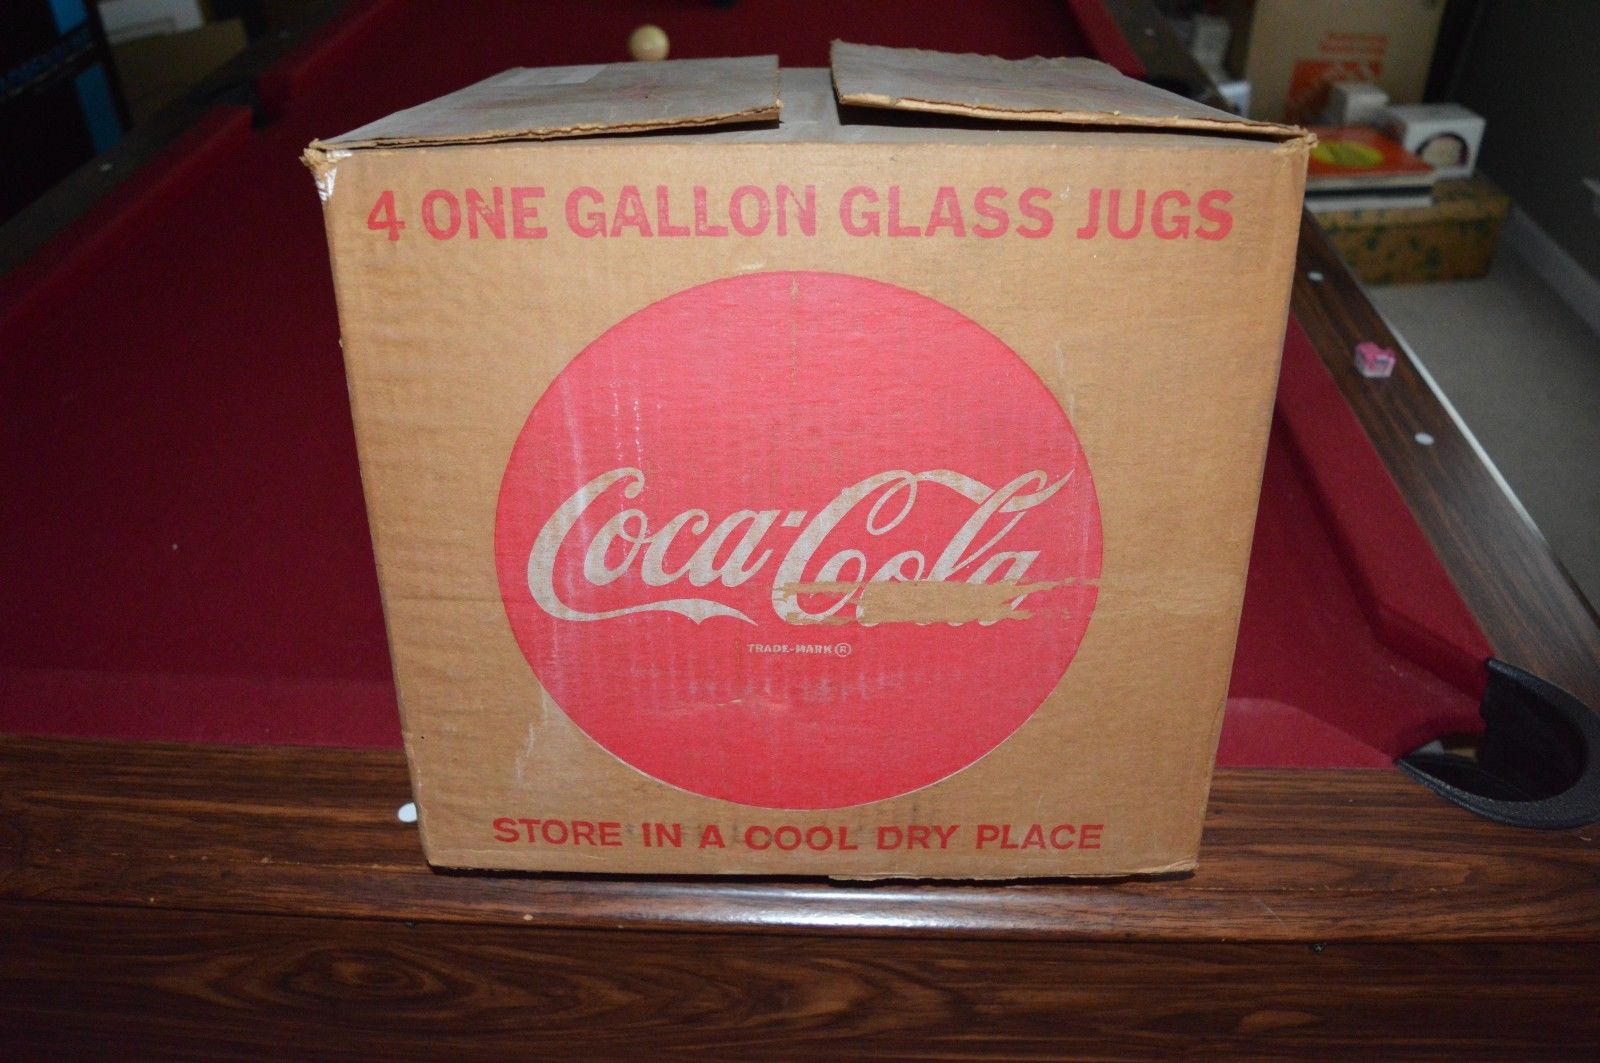 4 ONE GALLON GLASS JUGS
Coca-Cola
TRADE-MARK ®
STORE IN A COOL DRY PLACE